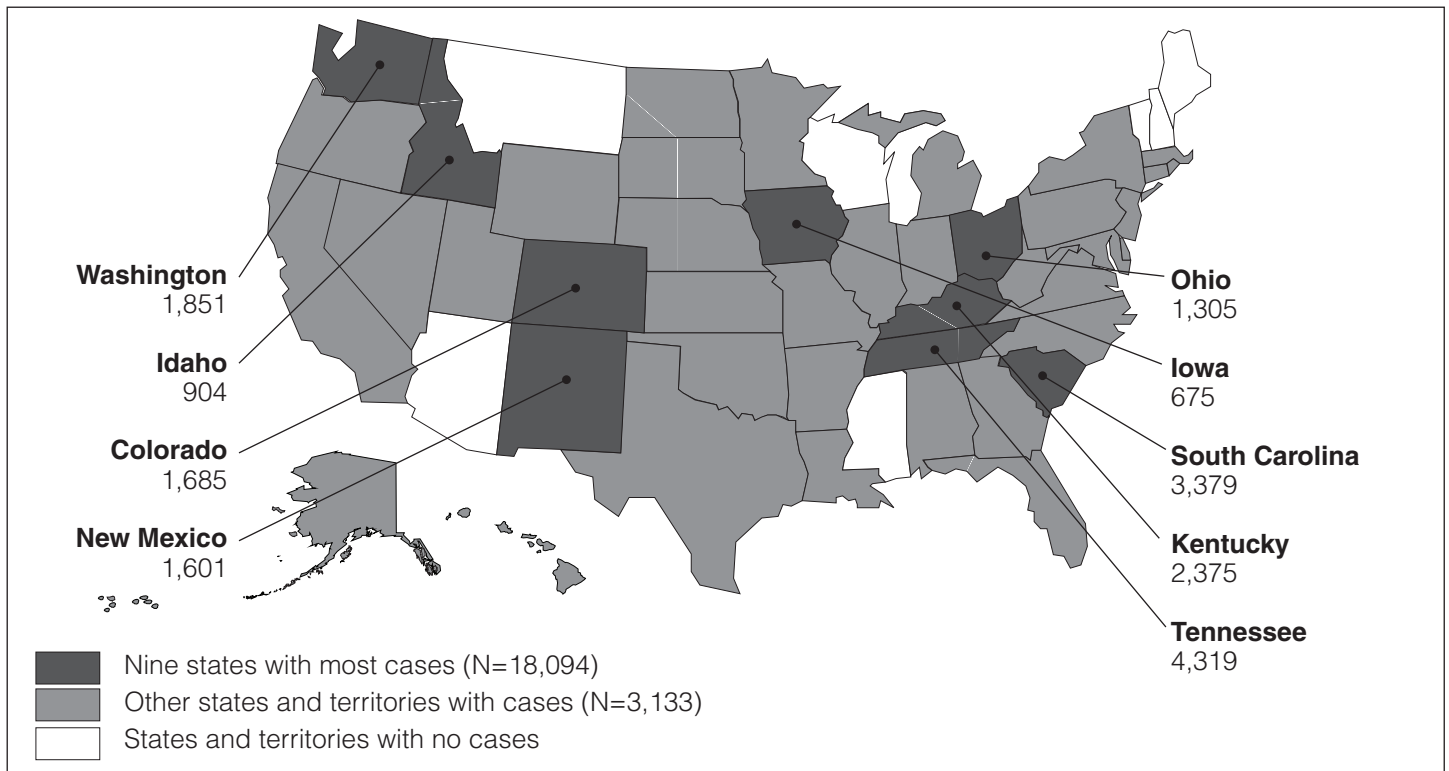 Washington
1,851
Idaho
904
Colorado
1,685
New Mexico
1,601
Ohio
1,305
Iowa
675
South Carolina
3,379
Kentucky
2,375
Tennessee
4,319
Nine states with most cases (N=18,094)
Other states and territories with cases (N=3,133)
States and territories with no cases